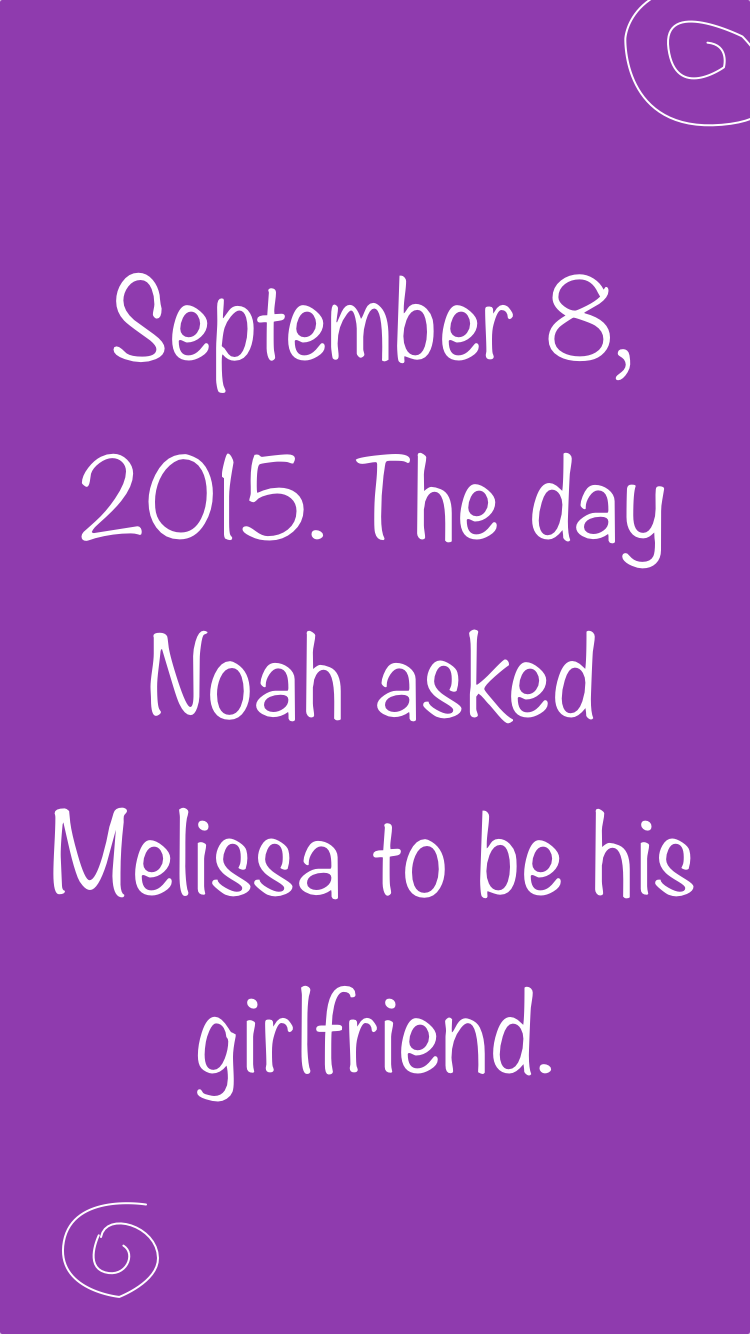 September 8,
2015. The day
Noah asked
Melissa to be his
girlfriend.